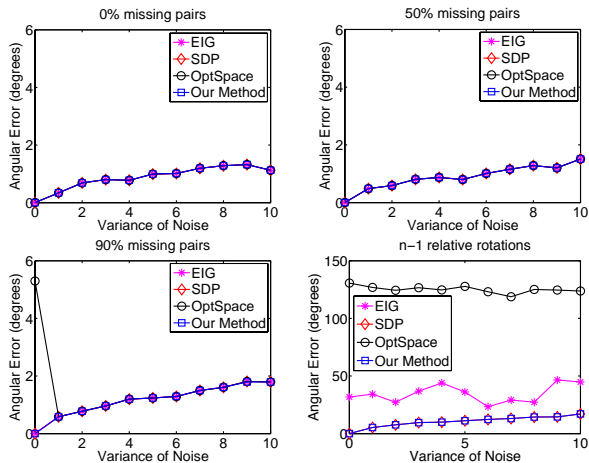 0% missing pairs
6
4
2
0
Angular Error (degrees)
EIG
SDP
OptSpace
Our Method
0 2 4 6 8 10
Variance of Noise
50% missing pairs
6
4
2
0
Angular Error (degrees)
EIG
SDP
OptSpace
Our Method
0 2 4 6 8 10
Variance of Noise
90% missing pairs
6
4
2
0
Angular Error (degrees)
EIG
SDP
OptSpace
Our Method
0 2 4 6 8 10
Variance of Noise
n−1 relative rotations
150
100
50
0
Angular Error (degrees)
EIG
SDP
OptSpace
Our Method
0 5 10
Variance of Noise